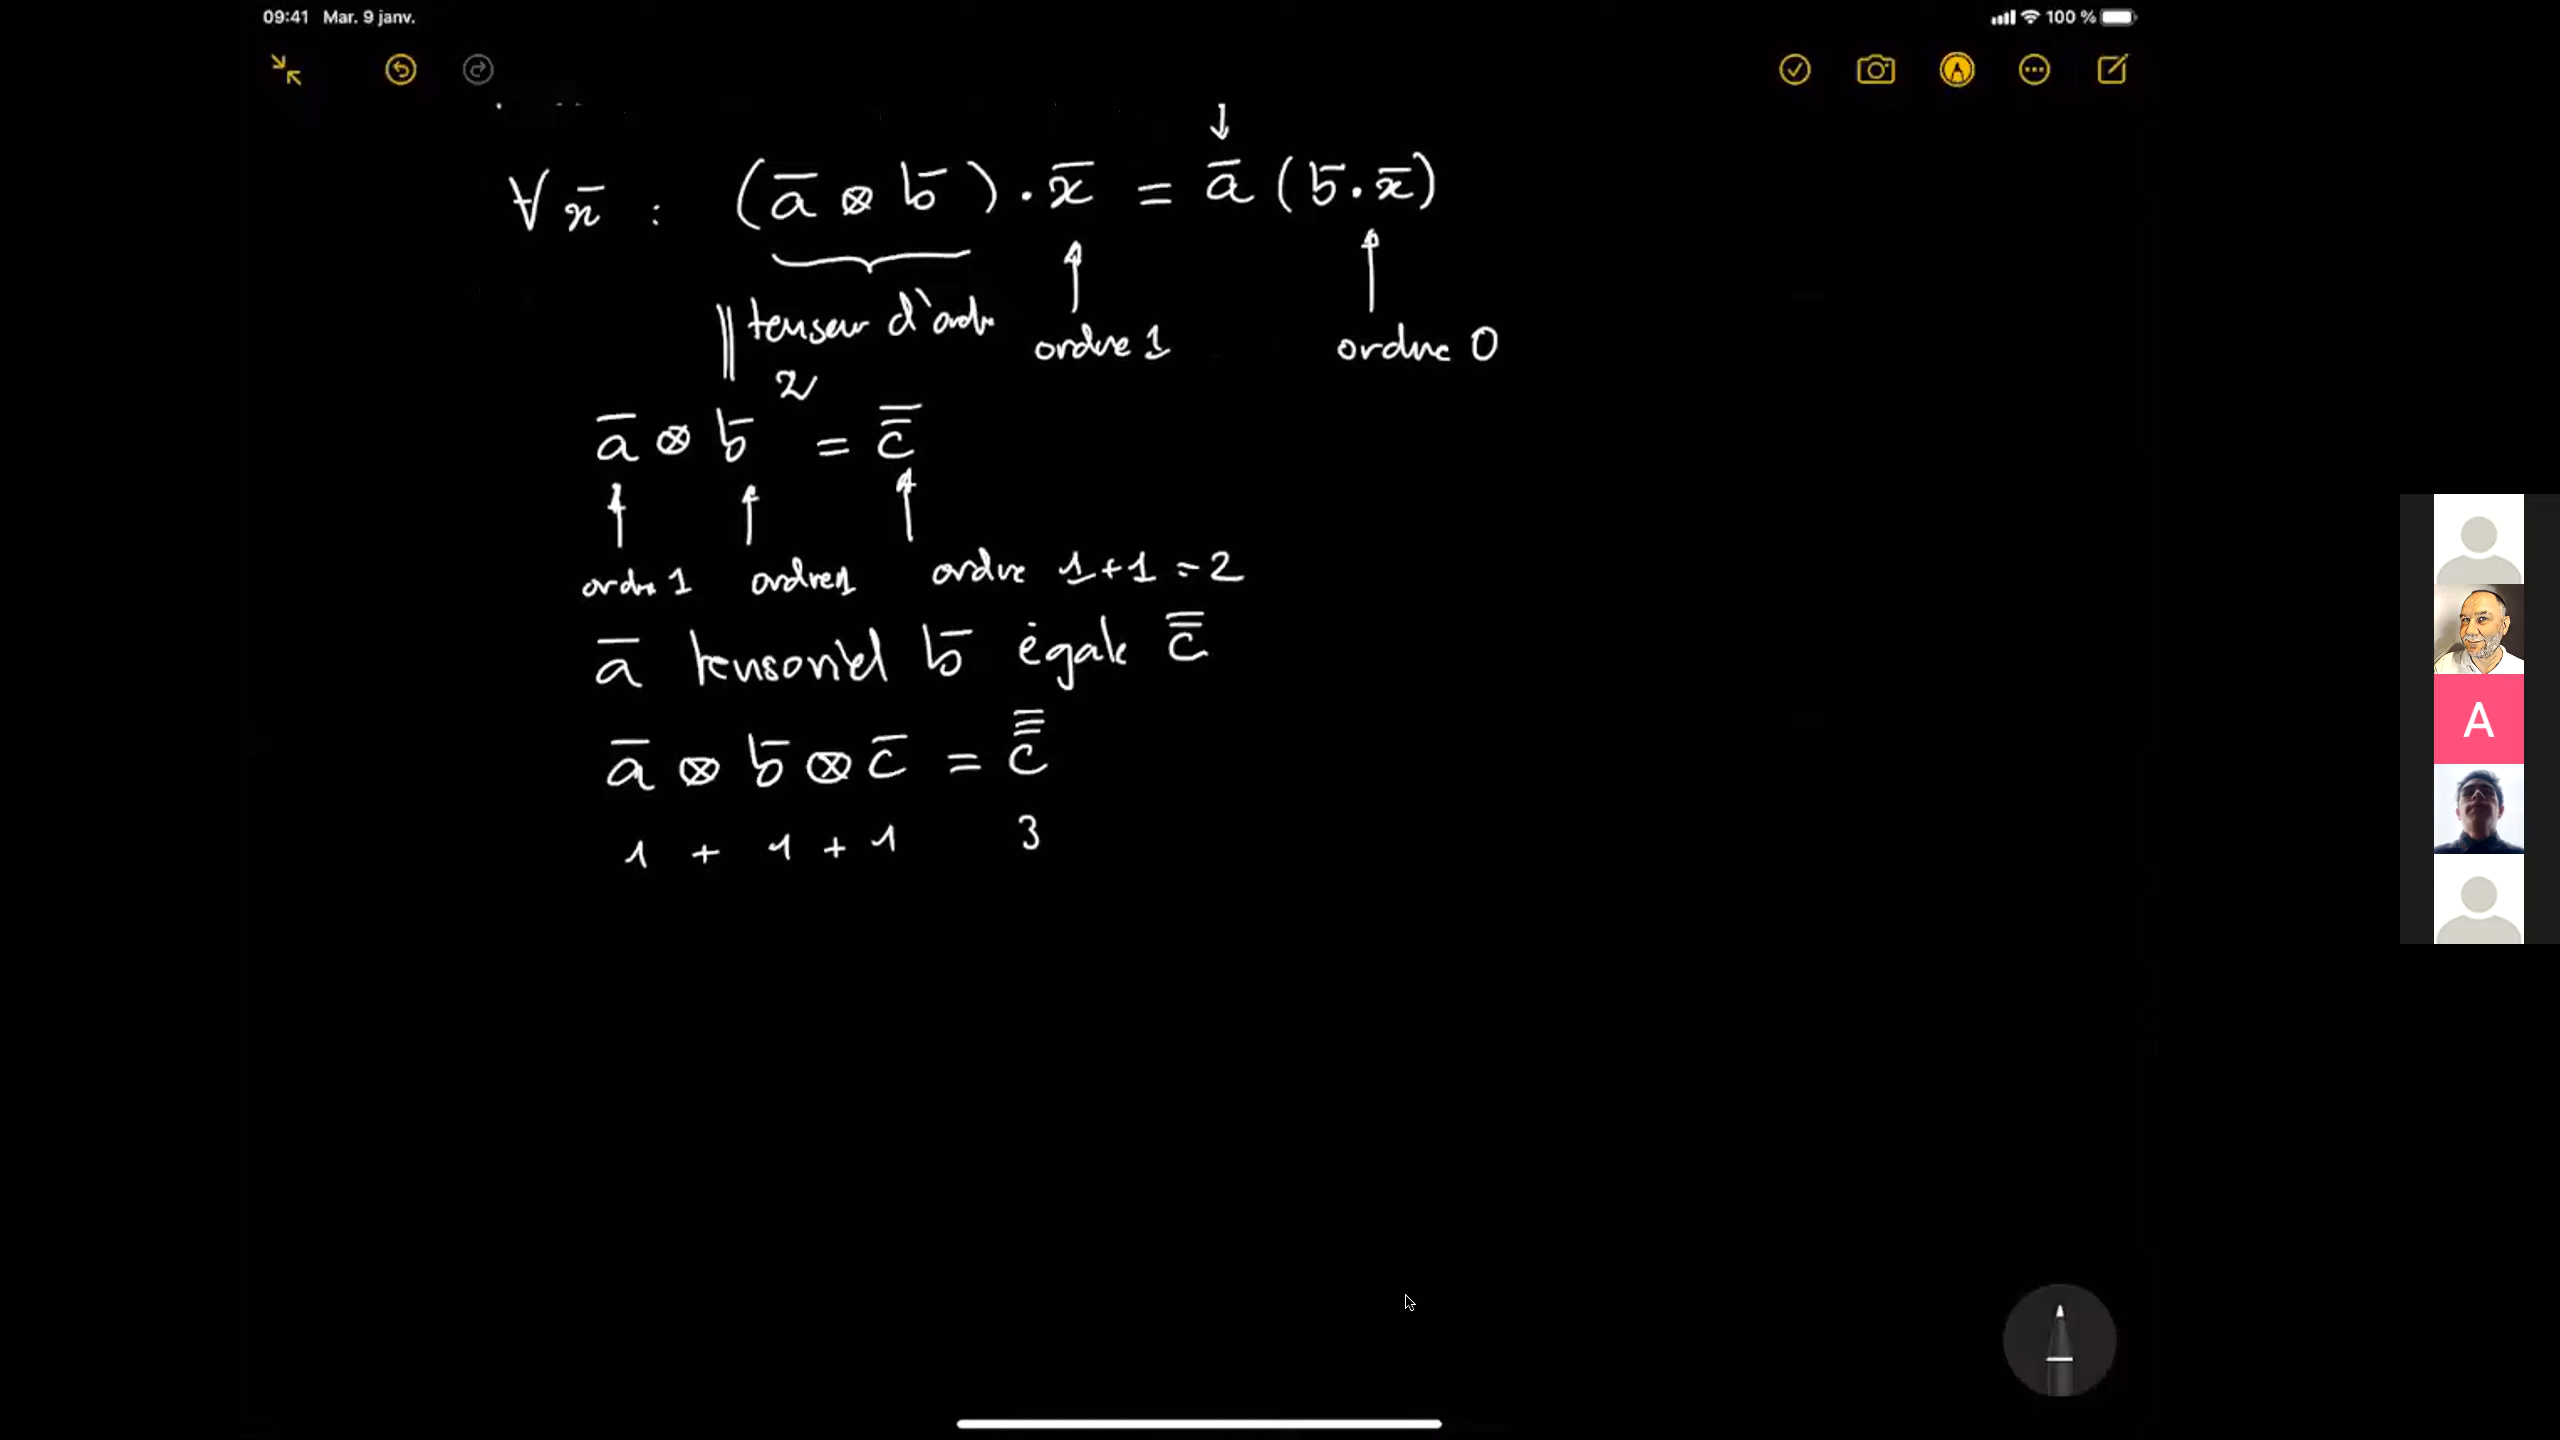 09:41 Mar. 9 janv.
100 %
∀x̄ : (ā ⊗ b̄) · x̄ = ā (b̄ · x̄)
tenseur d'ordre
2
ordre 1
ordre 0
ā ⊗ b̄ = c̿
ordre 1 ordre 1 ordre 1 + 1 = 2
ā tensoriel b̄ égale c̿
ā ⊗ b̄ ⊗ c̄ = c̿̄
1 + 1 + 1 3
A